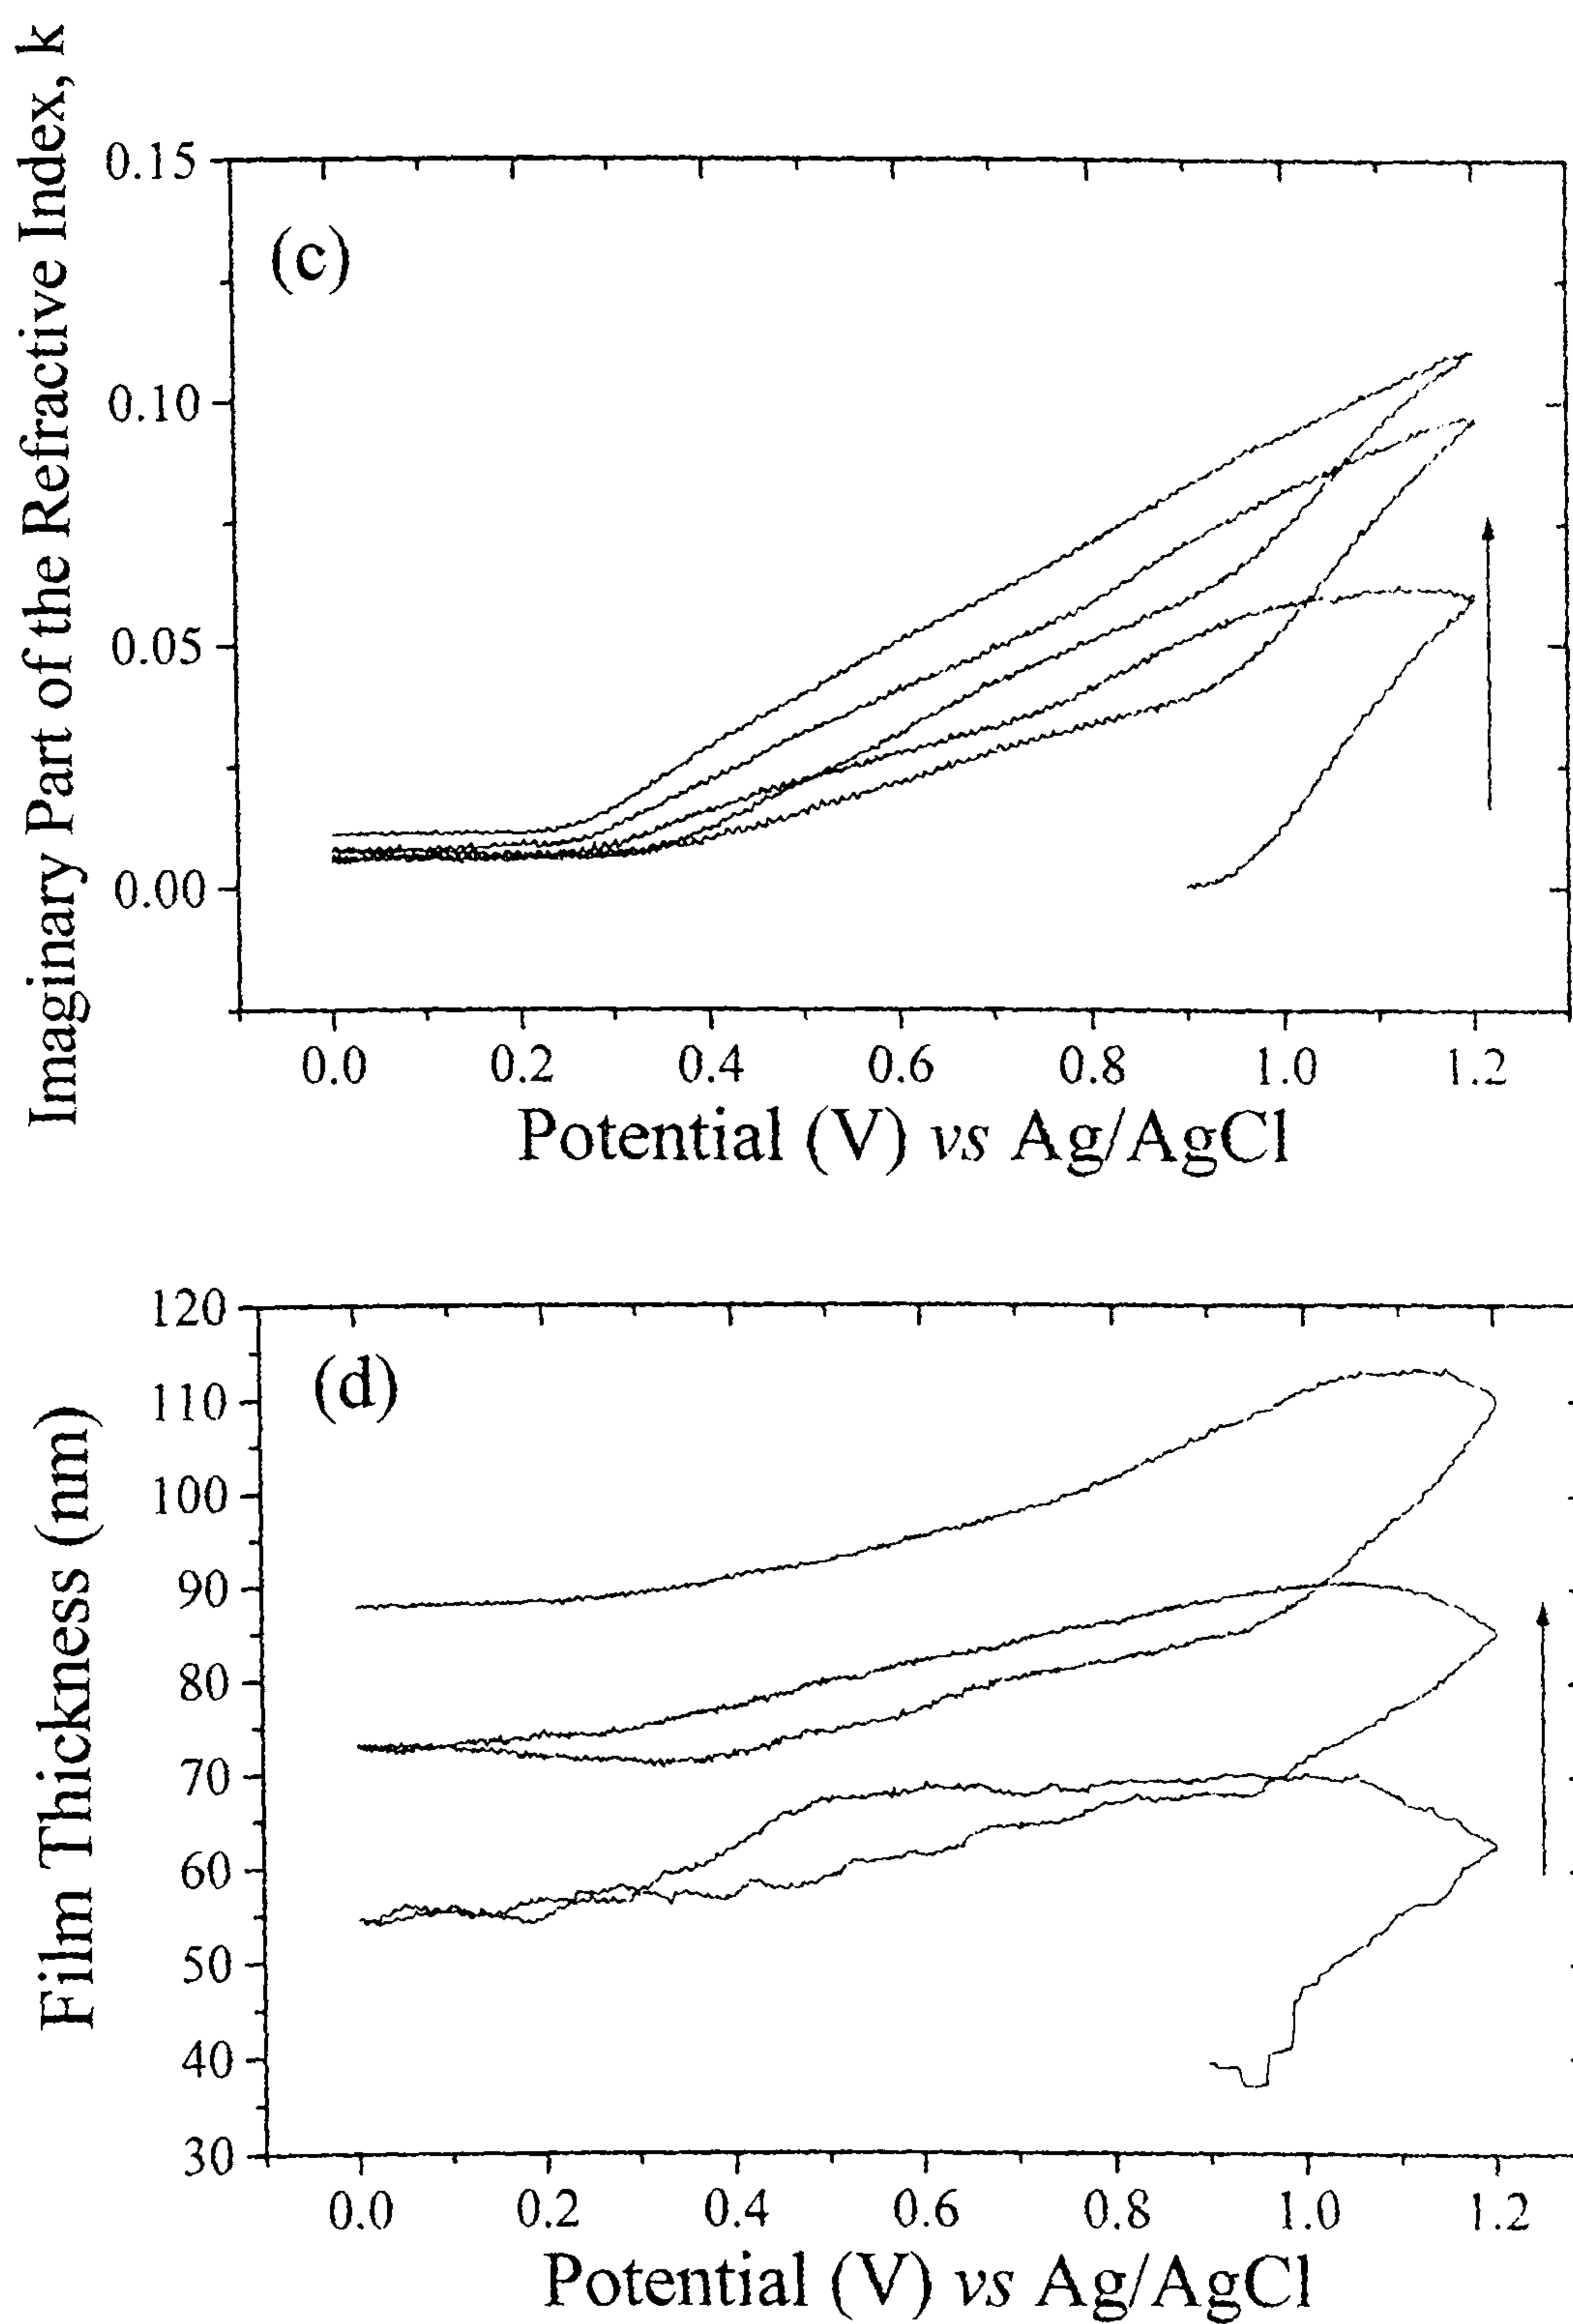 Imaginary Part of the Refractive Index, k
0.15
(c)
0.10
0.05
0.00
0.0 0.2 0.4 0.6 0.8 1.0 1.2
Potential (V) vs Ag/AgCl
Film Thickness (nm)
120
(d)
110
100
90
80
70
60
50
40
30
0.0 0.2 0.4 0.6 0.8 1.0 1.2
Potential (V) vs Ag/AgCl